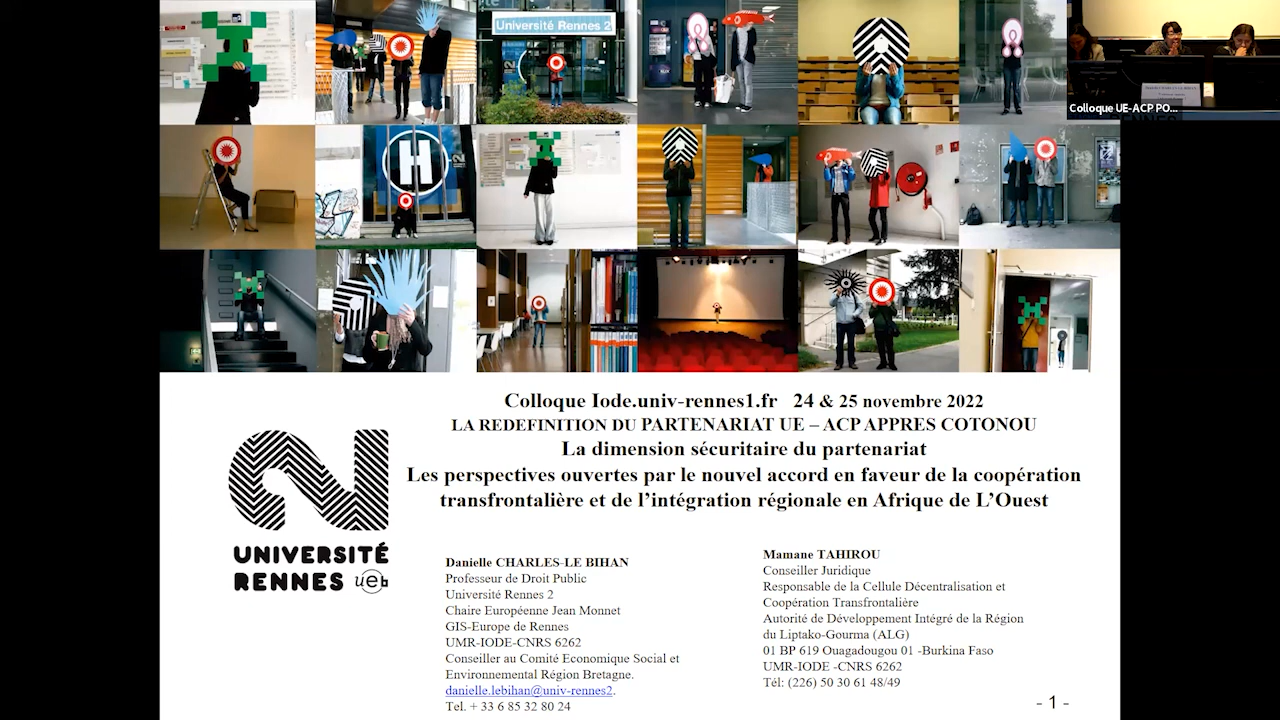 Université Rennes 2
Colloque UE-ACP PO...
H
Colloque Iode.univ-rennes1.fr 24 & 25 novembre 2022
LA REDEFINITION DU PARTENARIAT UE – ACP APPRES COTONOU
La dimension sécuritaire du partenariat
Les perspectives ouvertes par le nouvel accord en faveur de la coopération
transfrontalière et de l’intégration régionale en Afrique de L’Ouest
2
UNIVERSITÉ
RENNES ueb
Danielle CHARLES-LE BIHAN
Professeur de Droit Public
Université Rennes 2
Chaire Européenne Jean Monnet
GIS-Europe de Rennes
UMR-IODE-CNRS 6262
Conseiller au Comité Economique Social et
Environnemental Région Bretagne.
danielle.lebihan@univ-rennes2.
Tel. + 33 6 85 32 80 24
Mamane TAHIROU
Conseiller Juridique
Responsable de la Cellule Décentralisation et
Coopération Transfrontalière
Autorité de Développement Intégré de la Région
du Liptako-Gourma (ALG)
01 BP 619 Ouagadougou 01 -Burkina Faso
UMR-IODE -CNRS 6262
Tél: (226) 50 30 61 48/49
- 1 -